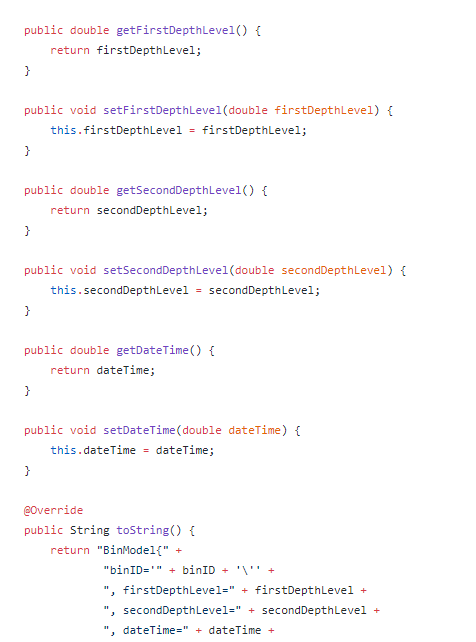 public double getFirstDepthLevel() {
    return firstDepthLevel;
}
public void setFirstDepthLevel(double firstDepthLevel) {
    this.firstDepthLevel = firstDepthLevel;
}
public double getSecondDepthLevel() {
    return secondDepthLevel;
}
public void setSecondDepthLevel(double secondDepthLevel) {
    this.secondDepthLevel = secondDepthLevel;
}
public double getDateTime() {
    return dateTime;
}
public void setDateTime(double dateTime) {
    this.dateTime = dateTime;
}
@Override
public String toString() {
    return "BinModel{" +
            "binID='" + binID + '\'' +
            ", firstDepthLevel=" + firstDepthLevel +
            ", secondDepthLevel=" + secondDepthLevel +
            ", dateTime=" + dateTime +